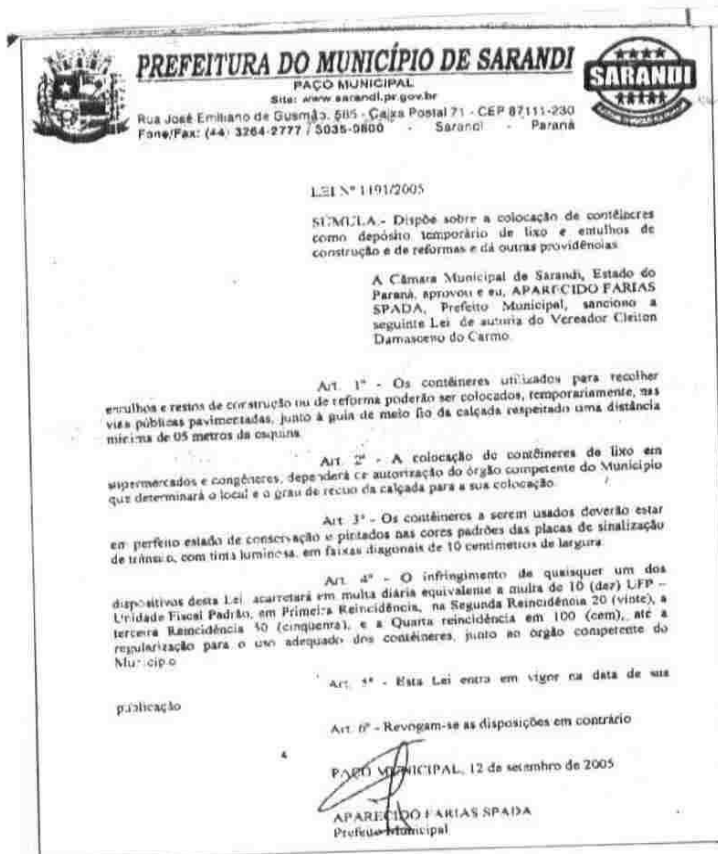 PREFEITURA DO MUNICÍPIO DE SARANDI
PAÇO MUNICIPAL
Site: www.sarandi.pr.gov.br
Rua José Emiliano de Gusmão, 565 - Caixa Postal 71 - CEP 87111-230
Fone/Fax: (44) 3264-2777 / 5035-0800 - Sarandi - Paraná
SARANDI
LEI Nº 1191/2005
SÚMULA.- Dispõe sobre a colocação de contêineres
como depósito temporário de lixo e entulhos de
construção e de reformas e dá outras providências
A Câmara Municipal de Sarandi, Estado do
Paraná, aprovou e eu, APARECIDO FARIAS
SPADA, Prefeito Municipal, sanciono a
seguinte Lei de autoria do Vereador Cleiton
Damasceno do Carmo.
Art. 1º - Os contêineres utilizados para recolher
entulhos e restos de construção ou de reforma poderão ser colocados, temporariamente, nas
vias públicas pavimentadas, junto à guia de meio fio da calçada respeitado uma distância
mínima de 05 metros da esquina.
Art. 2º - A colocação de contêineres de lixo em
supermercados e congêneres, dependerá de autorização do órgão competente do Município
que determinará o local e o grau de recuo da calçada para a sua colocação.
Art. 3º - Os contêineres a serem usados deverão estar
em perfeito estado de conservação e pintados nas cores padrões das placas de sinalização
de trânsito, com tinta luminosa, em faixas diagonais de 10 centímetros de largura.
Art. 4º - O infringimento de quaisquer um dos
dispositivos desta Lei, acarretará em multa diária equivalente a multa de 10 (dez) UFP –
Unidade Fiscal Padrão, em Primeira Reincidência, na Segunda Reincidência 20 (vinte), a
terceira Reincidência 50 (cinqüenta), e a Quarta reincidência em 100 (cem), até a
regularização para o uso adequado dos contêineres, junto ao órgão competente do
Município
Art. 5º - Esta Lei entra em vigor na data de sua
publicação
Art. 6º - Revogam-se as disposições em contrário
PAÇO MUNICIPAL, 12 de setembro de 2005
APARECIDO FARIAS SPADA
Prefeito Municipal